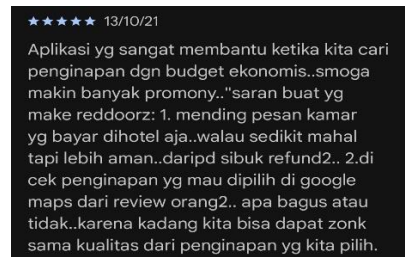 ★★★★★ 13/10/21
Aplikasi yg sangat membantu ketika kita cari
penginapan dgn budget ekonomis..smoga
makin banyak promony.."saran buat yg
make reddoorz: 1. mending pesan kamar
yg bayar dihotel aja..walau sedikit mahal
tapi lebih aman..daripd sibuk refund2.. 2.di
cek penginapan yg mau dipilih di google
maps dari review orang2.. apa bagus atau
tidak..karena kadang kita bisa dapat zonk
sama kualitas dari penginapan yg kita pilih.